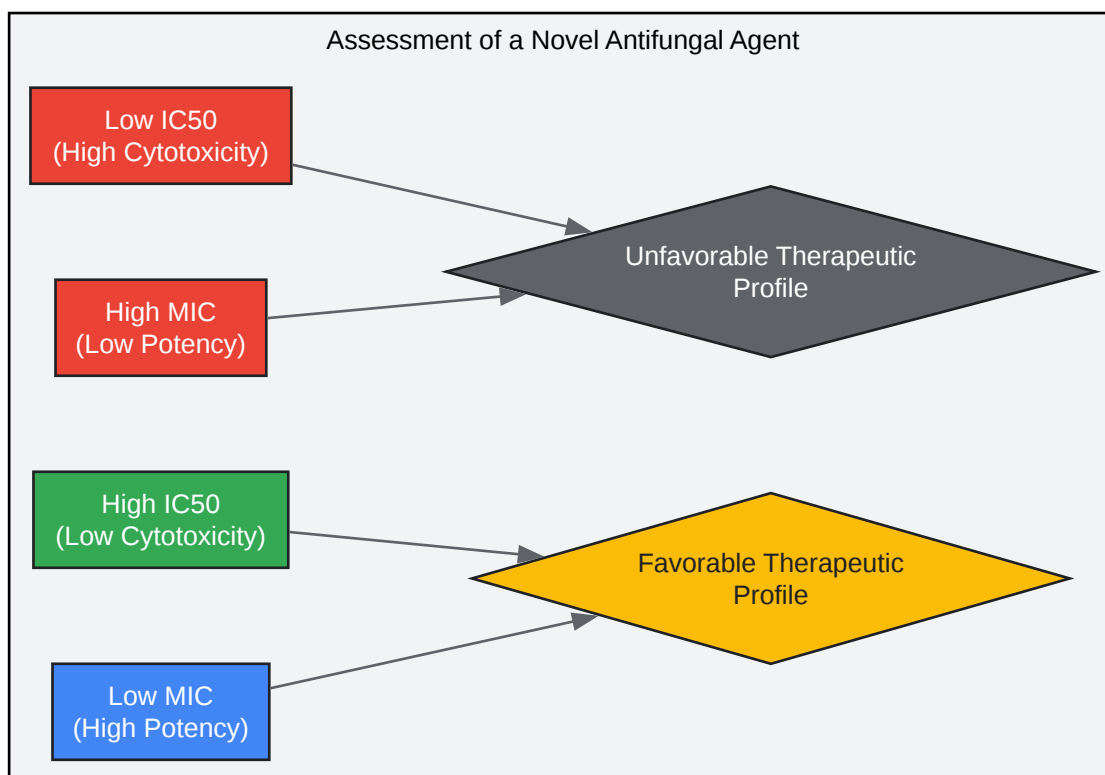 Assessment of a Novel Antifungal Agent
Low IC50
(High Cytotoxicity)
Unfavorable Therapeutic
Profile
High MIC
(Low Potency)
High IC50
(Low Cytotoxicity)
Favorable Therapeutic
Profile
Low MIC
(High Potency)